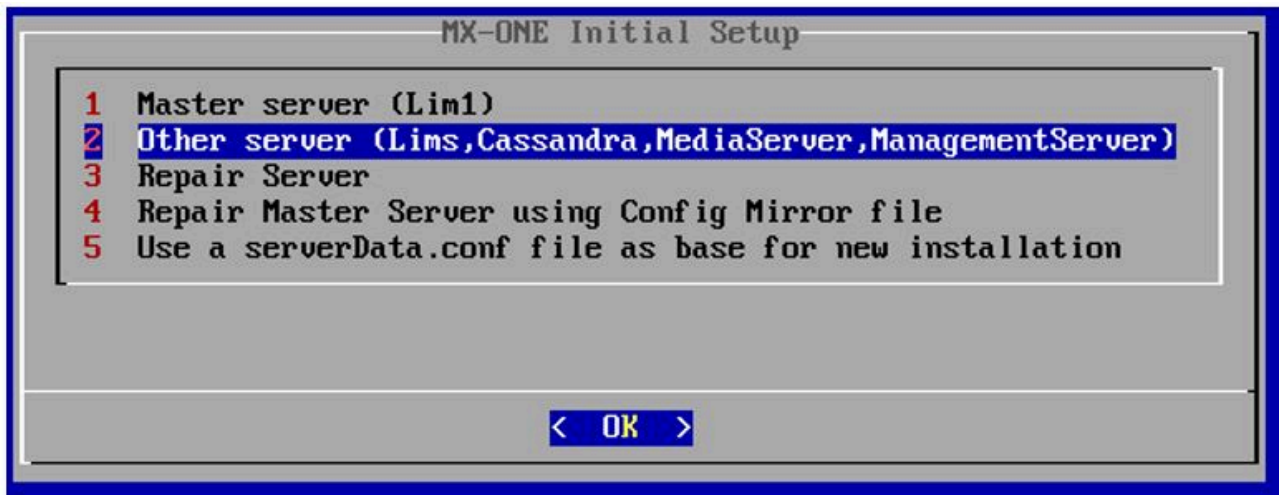 MX-ONE Initial Setup
1 Master server (Lim1)
2 Other server (Lims,Cassandra,MediaServer,ManagementServer)
3 Repair Server
4 Repair Master Server using Config Mirror file
5 Use a serverData.conf file as base for new installation
< OK >